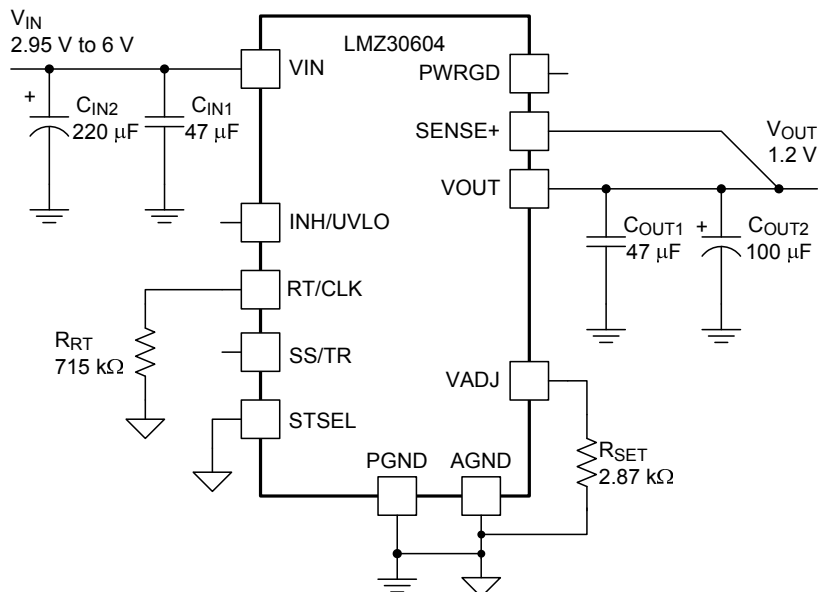 VIN
2.95 V to 6 V
LMZ30604
VIN
PWRGD
CIN2
220 μF
CIN1
47 μF
SENSE+
VOUT
1.2 V
VOUT
INH/UVLO
COUT1
47 μF
COUT2
100 μF
RT/CLK
RRT
715 kΩ
SS/TR
VADJ
STSEL
PGND
AGND
RSET
2.87 kΩ
+
+